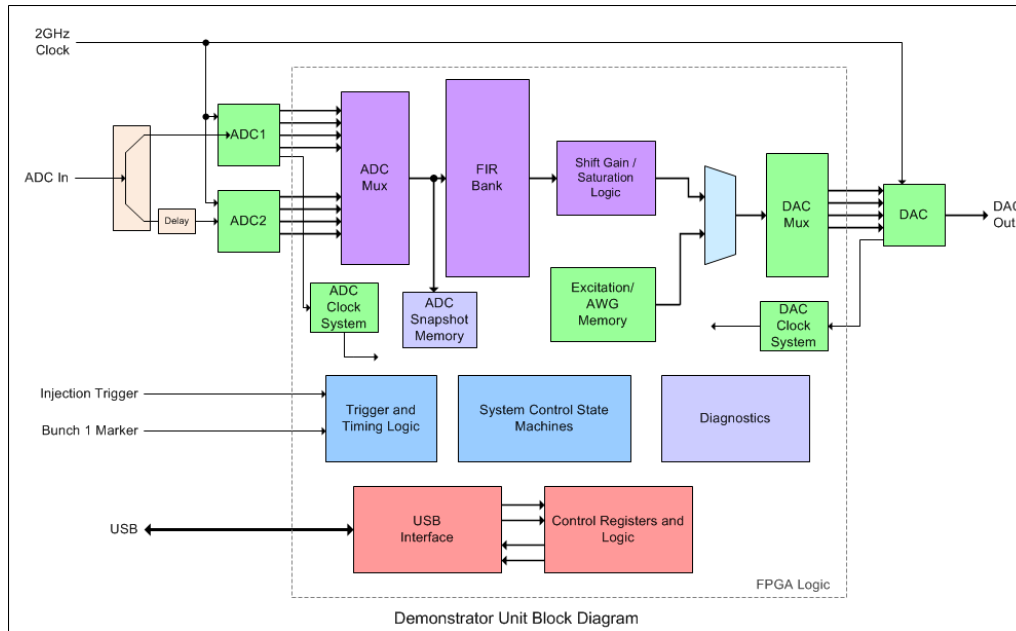 2GHz
Clock
ADC In
Delay
ADC1
ADC2
ADC
Mux
FIR
Bank
Shift Gain /
Saturation
Logic
DAC
Mux
DAC
DAC
Out
ADC
Clock
System
ADC
Snapshot
Memory
Excitation/
AWG
Memory
DAC
Clock
System
Injection Trigger
Bunch 1 Marker
Trigger and
Timing Logic
System Control State
Machines
Diagnostics
USB
USB
Interface
Control Registers and
Logic
FPGA Logic
Demonstrator Unit Block Diagram